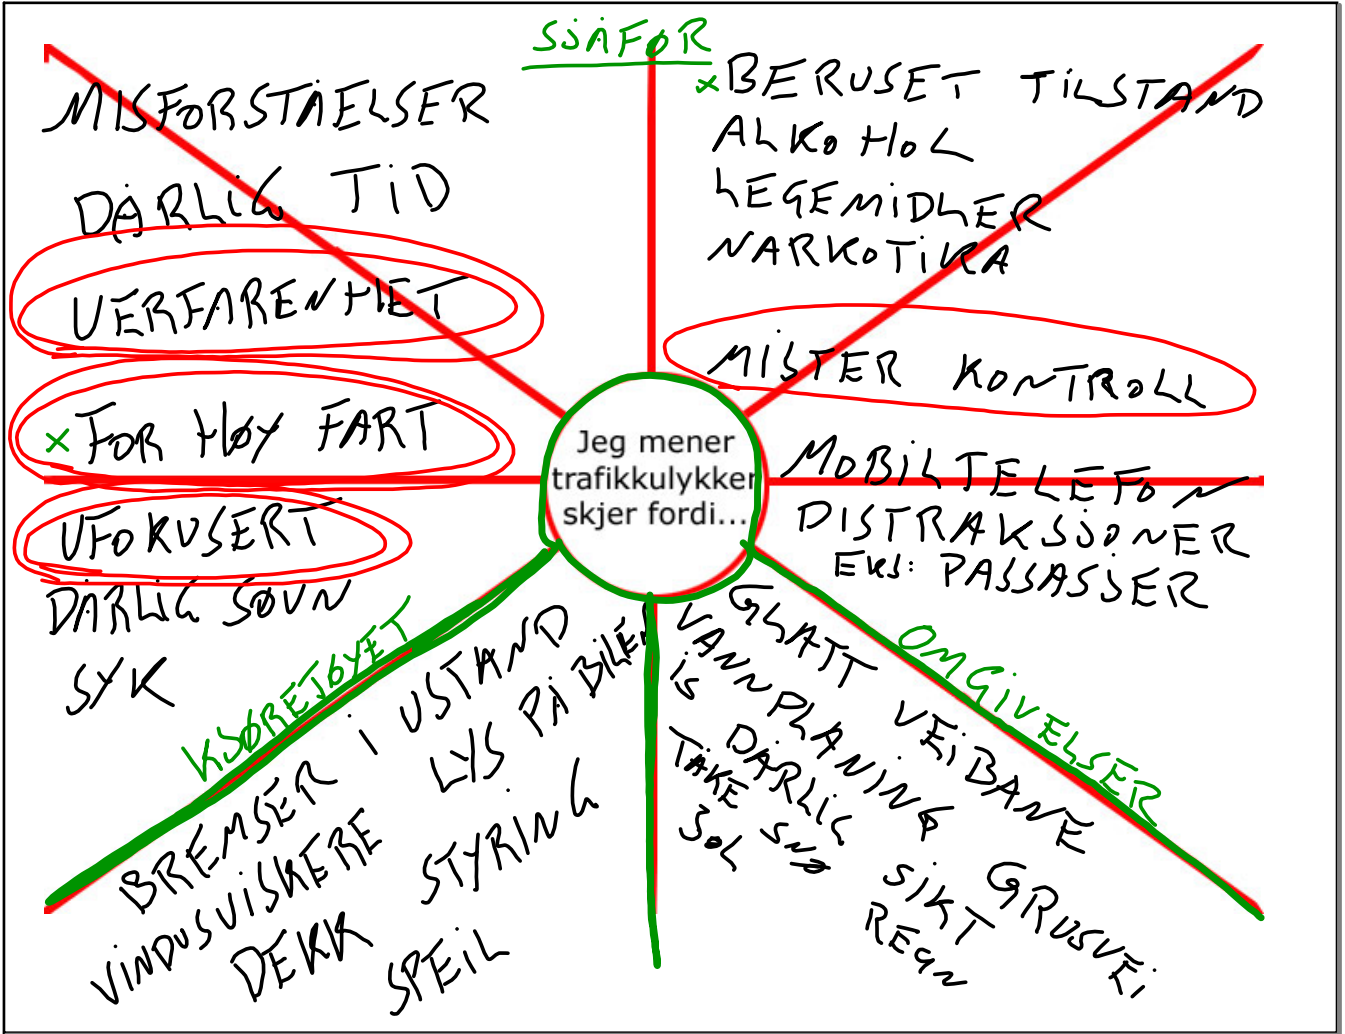 SJÅFØR
MISFORSTÅELSER
DÅRLIG TID
UERFARENHET
x FOR HØY FART
UFOKUSERT
DÅRLIG SØVN
SYK
x BERUSET TILSTAND
ALKOHOL
LEGEMIDLER
NARKOTIKA
MISTER KONTROLL
MOBILTELEFON
DISTRAKSJONER
EKS: PASSASJER
Jeg mener
trafikkulykker
skjer fordi...
KJØRETØYET
BREMSER I USTAND
LYS PÅ BILEN
VINDUSVISKERE
STYRING
DEKK
SPEIL
OMGIVELSER
GLATT VEIBANE
VANNPLANING
IS
DÅRLIG SIKT
TÅKE SNØ
SOL
REGN
GRUSVEI